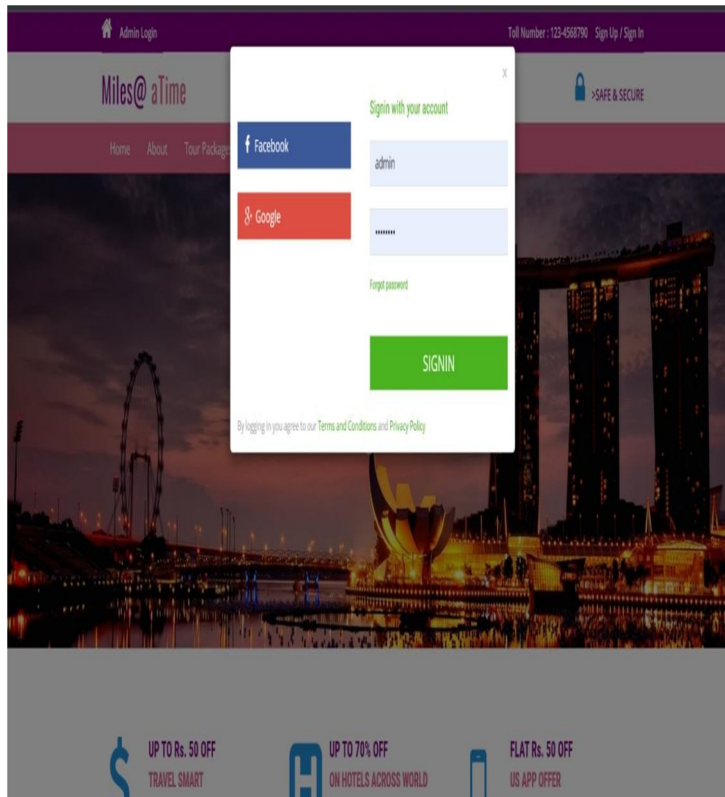 Admin Login
Toll Number : 123-4568790 Sign Up / Sign In
Miles@ aTime
>SAFE & SECURE
Home About Tour Packages
X
Signin with your account
f Facebook
admin
g+ Google
••••••••
Forgot password
SIGNIN
By logging in you agree to our Terms and Conditions and Privacy Policy
UP TO Rs. 50 OFF
TRAVEL SMART
UP TO 70% OFF
ON HOTELS ACROSS WORLD
FLAT Rs. 50 OFF
US APP OFFER